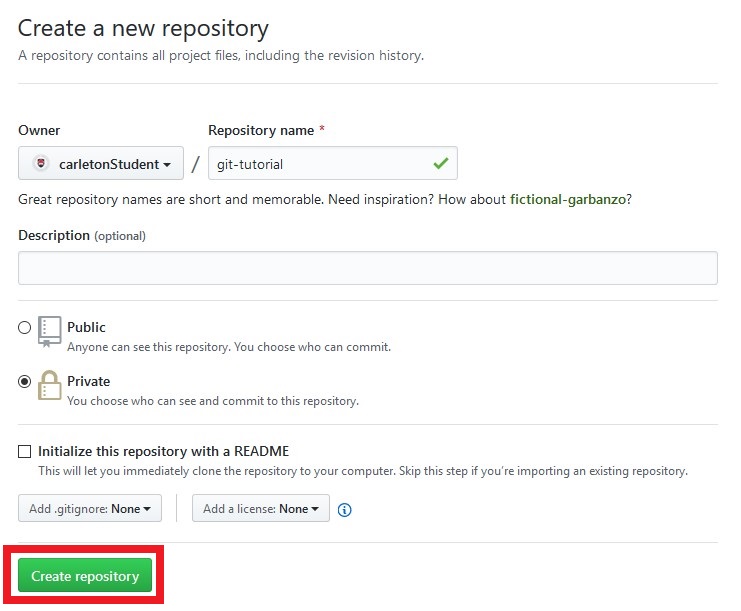 Create a new repository
A repository contains all project files, including the revision history.
Owner
Repository name *
carletonStudent
/
git-tutorial
Great repository names are short and memorable. Need inspiration? How about fictional-garbanzo?
Description (optional)
Public
Anyone can see this repository. You choose who can commit.
Private
You choose who can see and commit to this repository.
Initialize this repository with a README
This will let you immediately clone the repository to your computer. Skip this step if you're importing an existing repository.
Add .gitignore: None
Add a license: None
Create repository